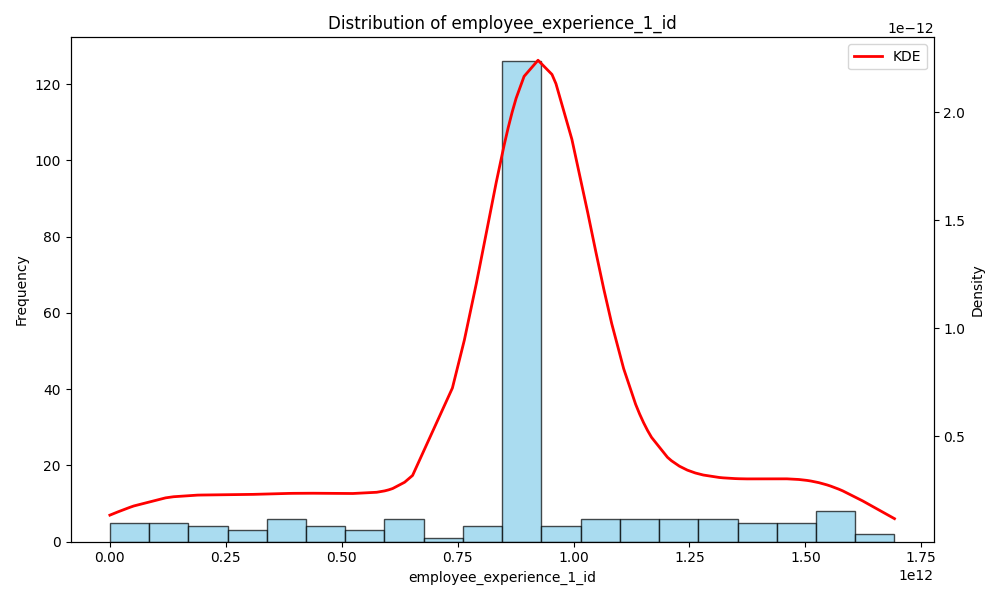 Distribution of employee_experience_1_id
1e−12
KDE
Frequency
0
20
40
60
80
100
120
0.5
1.0
1.5
2.0
Density
0.00
0.25
0.50
0.75
1.00
1.25
1.50
1.75
employee_experience_1_id
1e12